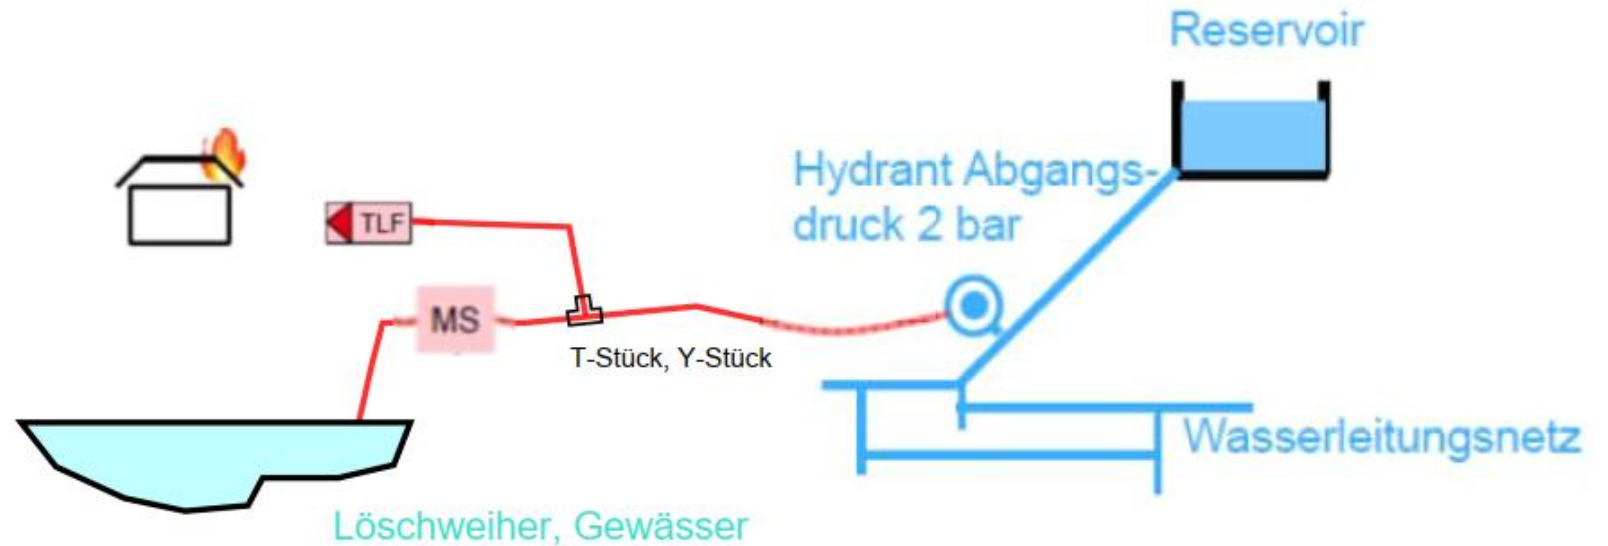 Reservoir
Hydrant Abgangs-
druck 2 bar
TLF
MS
T-Stück, Y-Stück
Wasserleitungsnetz
Löschweiher, Gewässer